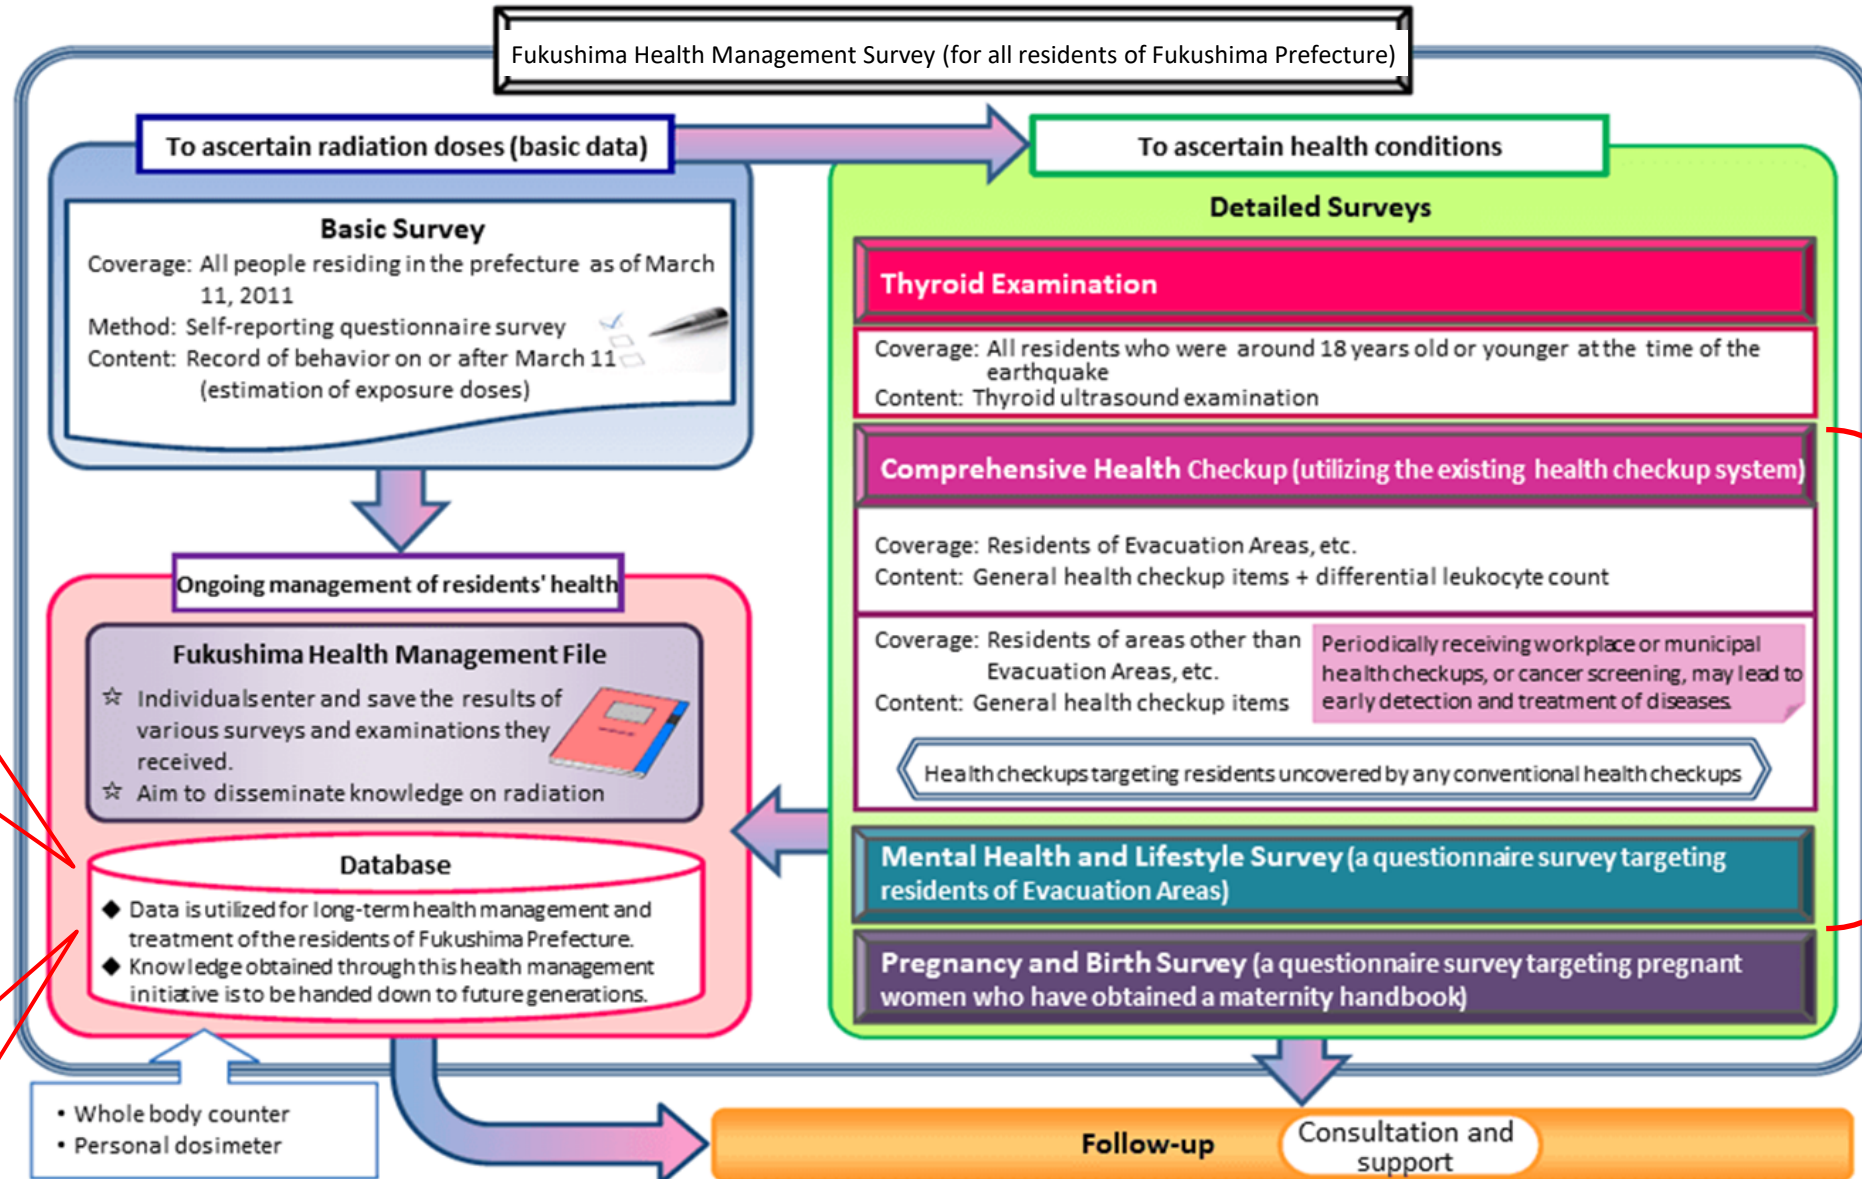 Fukushima Health Management Survey (for all residents of Fukushima Prefecture)
To ascertain radiation doses (basic data)
Basic Survey
Coverage: All people residing in the prefecture as of March
11, 2011
Method: Self-reporting questionnaire survey
Content: Record of behavior on or after March 11
(estimation of exposure doses)
Ongoing management of residents' health
Fukushima Health Management File
☆ Individuals enter and save the results of
various surveys and examinations they
received.
☆ Aim to disseminate knowledge on radiation
Database
◆ Data is utilized for long-term health management and
treatment of the residents of Fukushima Prefecture.
◆ Knowledge obtained through this health management
initiative is to be handed down to future generations.
• Whole body counter
• Personal dosimeter
To ascertain health conditions
Detailed Surveys
Thyroid Examination
Coverage: All residents who were around 18 years old or younger at the time of the
earthquake
Content: Thyroid ultrasound examination
Comprehensive Health Checkup (utilizing the existing health checkup system)
Coverage: Residents of Evacuation Areas, etc.
Content: General health checkup items + differential leukocyte count
Coverage: Residents of areas other than
Evacuation Areas, etc.
Content: General health checkup items
Periodically receiving workplace or municipal
health checkups, or cancer screening, may lead to
early detection and treatment of diseases.
Health checkups targeting residents uncovered by any conventional health checkups
Mental Health and Lifestyle Survey (a questionnaire survey targeting
residents of Evacuation Areas)
Pregnancy and Birth Survey (a questionnaire survey targeting pregnant
women who have obtained a maternity handbook)
Follow-up
Consultation and
support